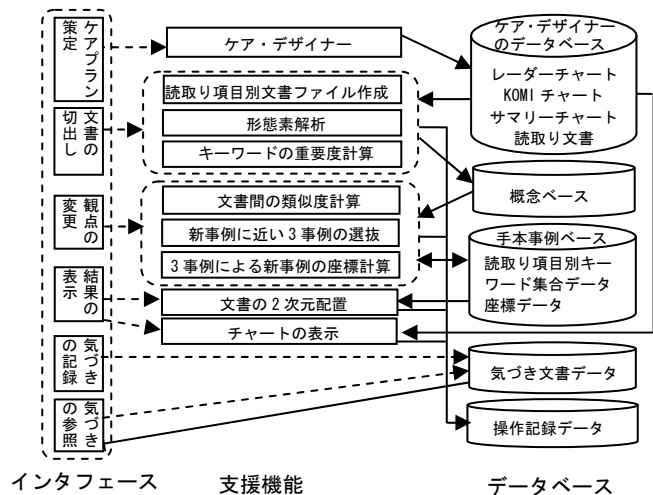 ケアプラン
策定
文書の
切出し
観点の
変更
結果の
表示
気づき
の記録
気づき
の参照
インタフェース
ケア・デザイナー
読取り項目別文書ファイル作成
形態素解析
キーワードの重要度計算
文書間の類似度計算
新事例に近い3事例の選抜
3事例による新事例の座標計算
文書の2次元配置
チャートの表示
支援機能
ケア・デザイナー
のデータベース
レーダーチャート
KOMIチャート
サマリーチャート
読取り文書
概念ベース
手本事例ベース
読取り項目別キー
ワード集合データ
座標データ
気づき文書データ
操作記録データ
データベース